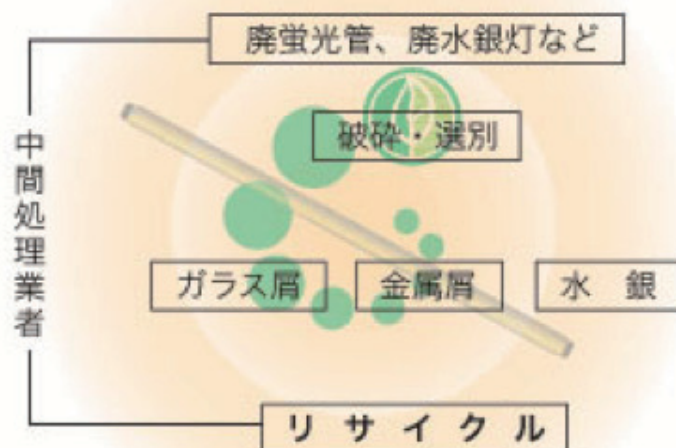 廃蛍光管、廃水銀灯など
破砕・選別
中間処理業者
ガラス屑
金属屑
水 銀
リ サ イ ク ル